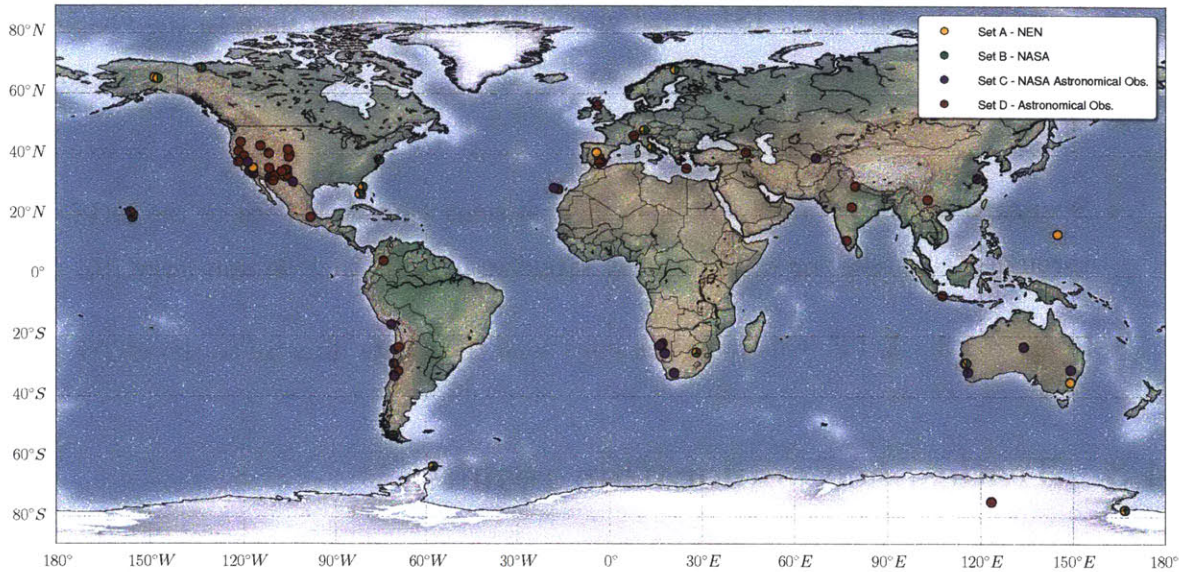 80°N
60°N
40°N
20°N
0°
20°S
40°S
60°S
80°S
Set A - NEN
Set B - NASA
Set C - NASA Astronomical Obs.
Set D - Astronomical Obs.
180° 150°W 120°W 90°W 60°W 30°W 0° 30°E 60°E 90°E 120°E 150°E 180°